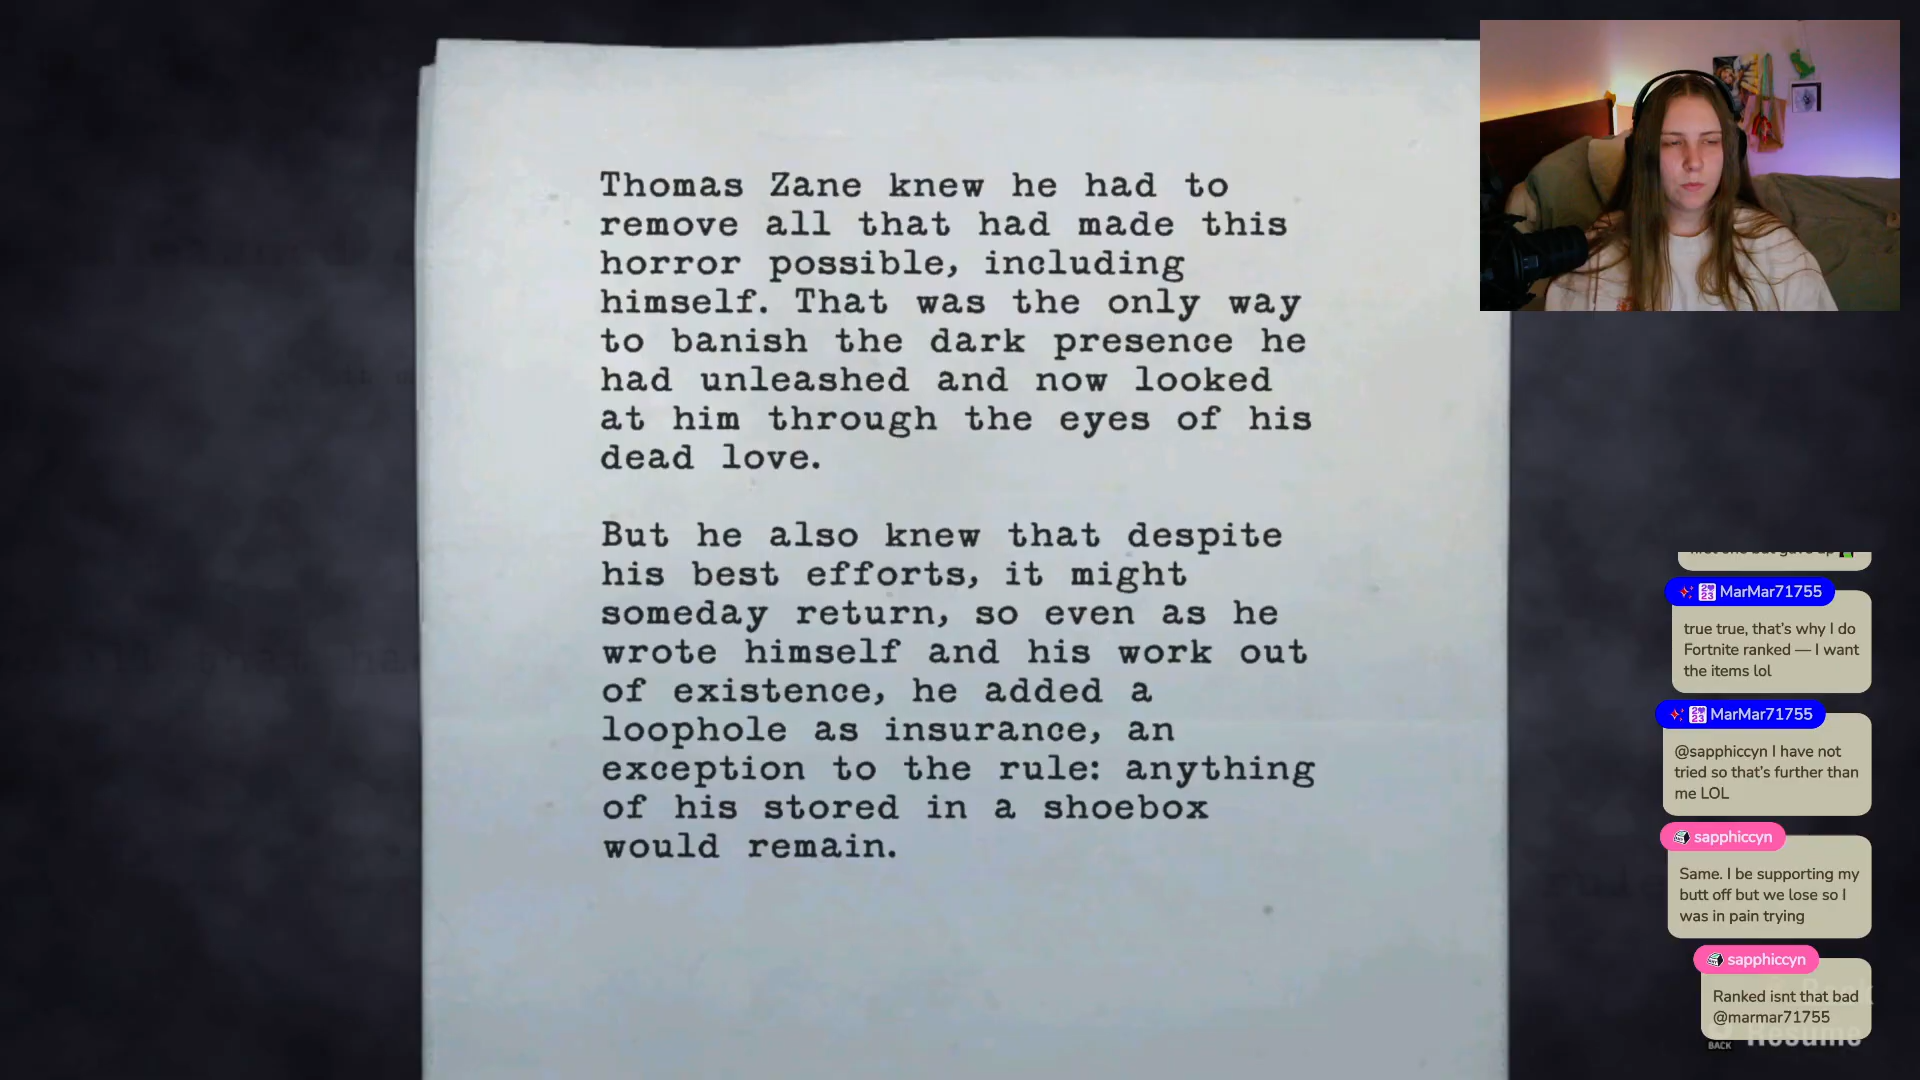 Thomas Zane knew he had to
remove all that had made this
horror possible, including
himself. That was the only way
to banish the dark presence he
had unleashed and now looked
at him through the eyes of his
dead love.
But he also knew that despite
his best efforts, it might
someday return, so even as he
wrote himself and his work out
of existence, he added a
loophole as insurance, an
exception to the rule: anything
of his stored in a shoebox
would remain.
MarMar71755
true true, that's why I do
Fortnite ranked — I want
the items lol
MarMar71755
@sapphiccyn I have not
tried so that's further than
me LOL
sapphiccyn
Same. I be supporting my
butt off but we lose so I
was in pain trying
sapphiccyn
Ranked isnt that bad
@marmar71755
BACK Resume